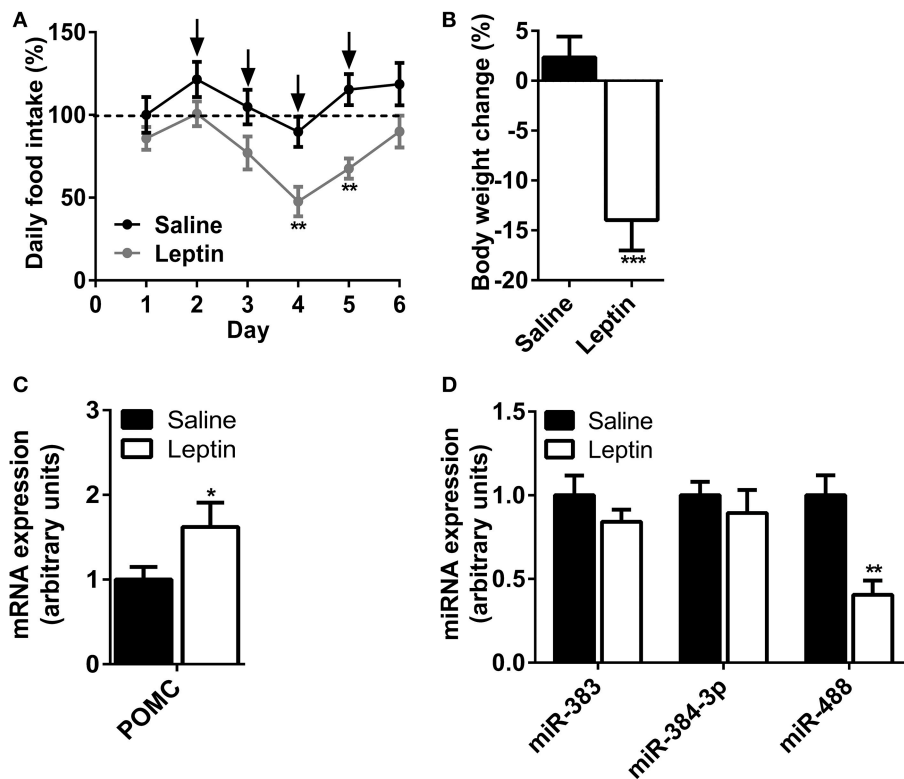 A
Daily food intake (%)
150
100
50
0
Saline
Leptin
**
**
0 1 2 3 4 5 6
Day
B
Body weight change (%)
5
0
-5
-10
-15
-20
***
Saline
Leptin
C
mRNA expression
(arbitrary units)
3
2
1
0
Saline
Leptin
*
POMC
D
miRNA expression
(arbitrary units)
1.5
1.0
0.5
0.0
Saline
Leptin
**
miR-383
miR-384-3p
miR-488